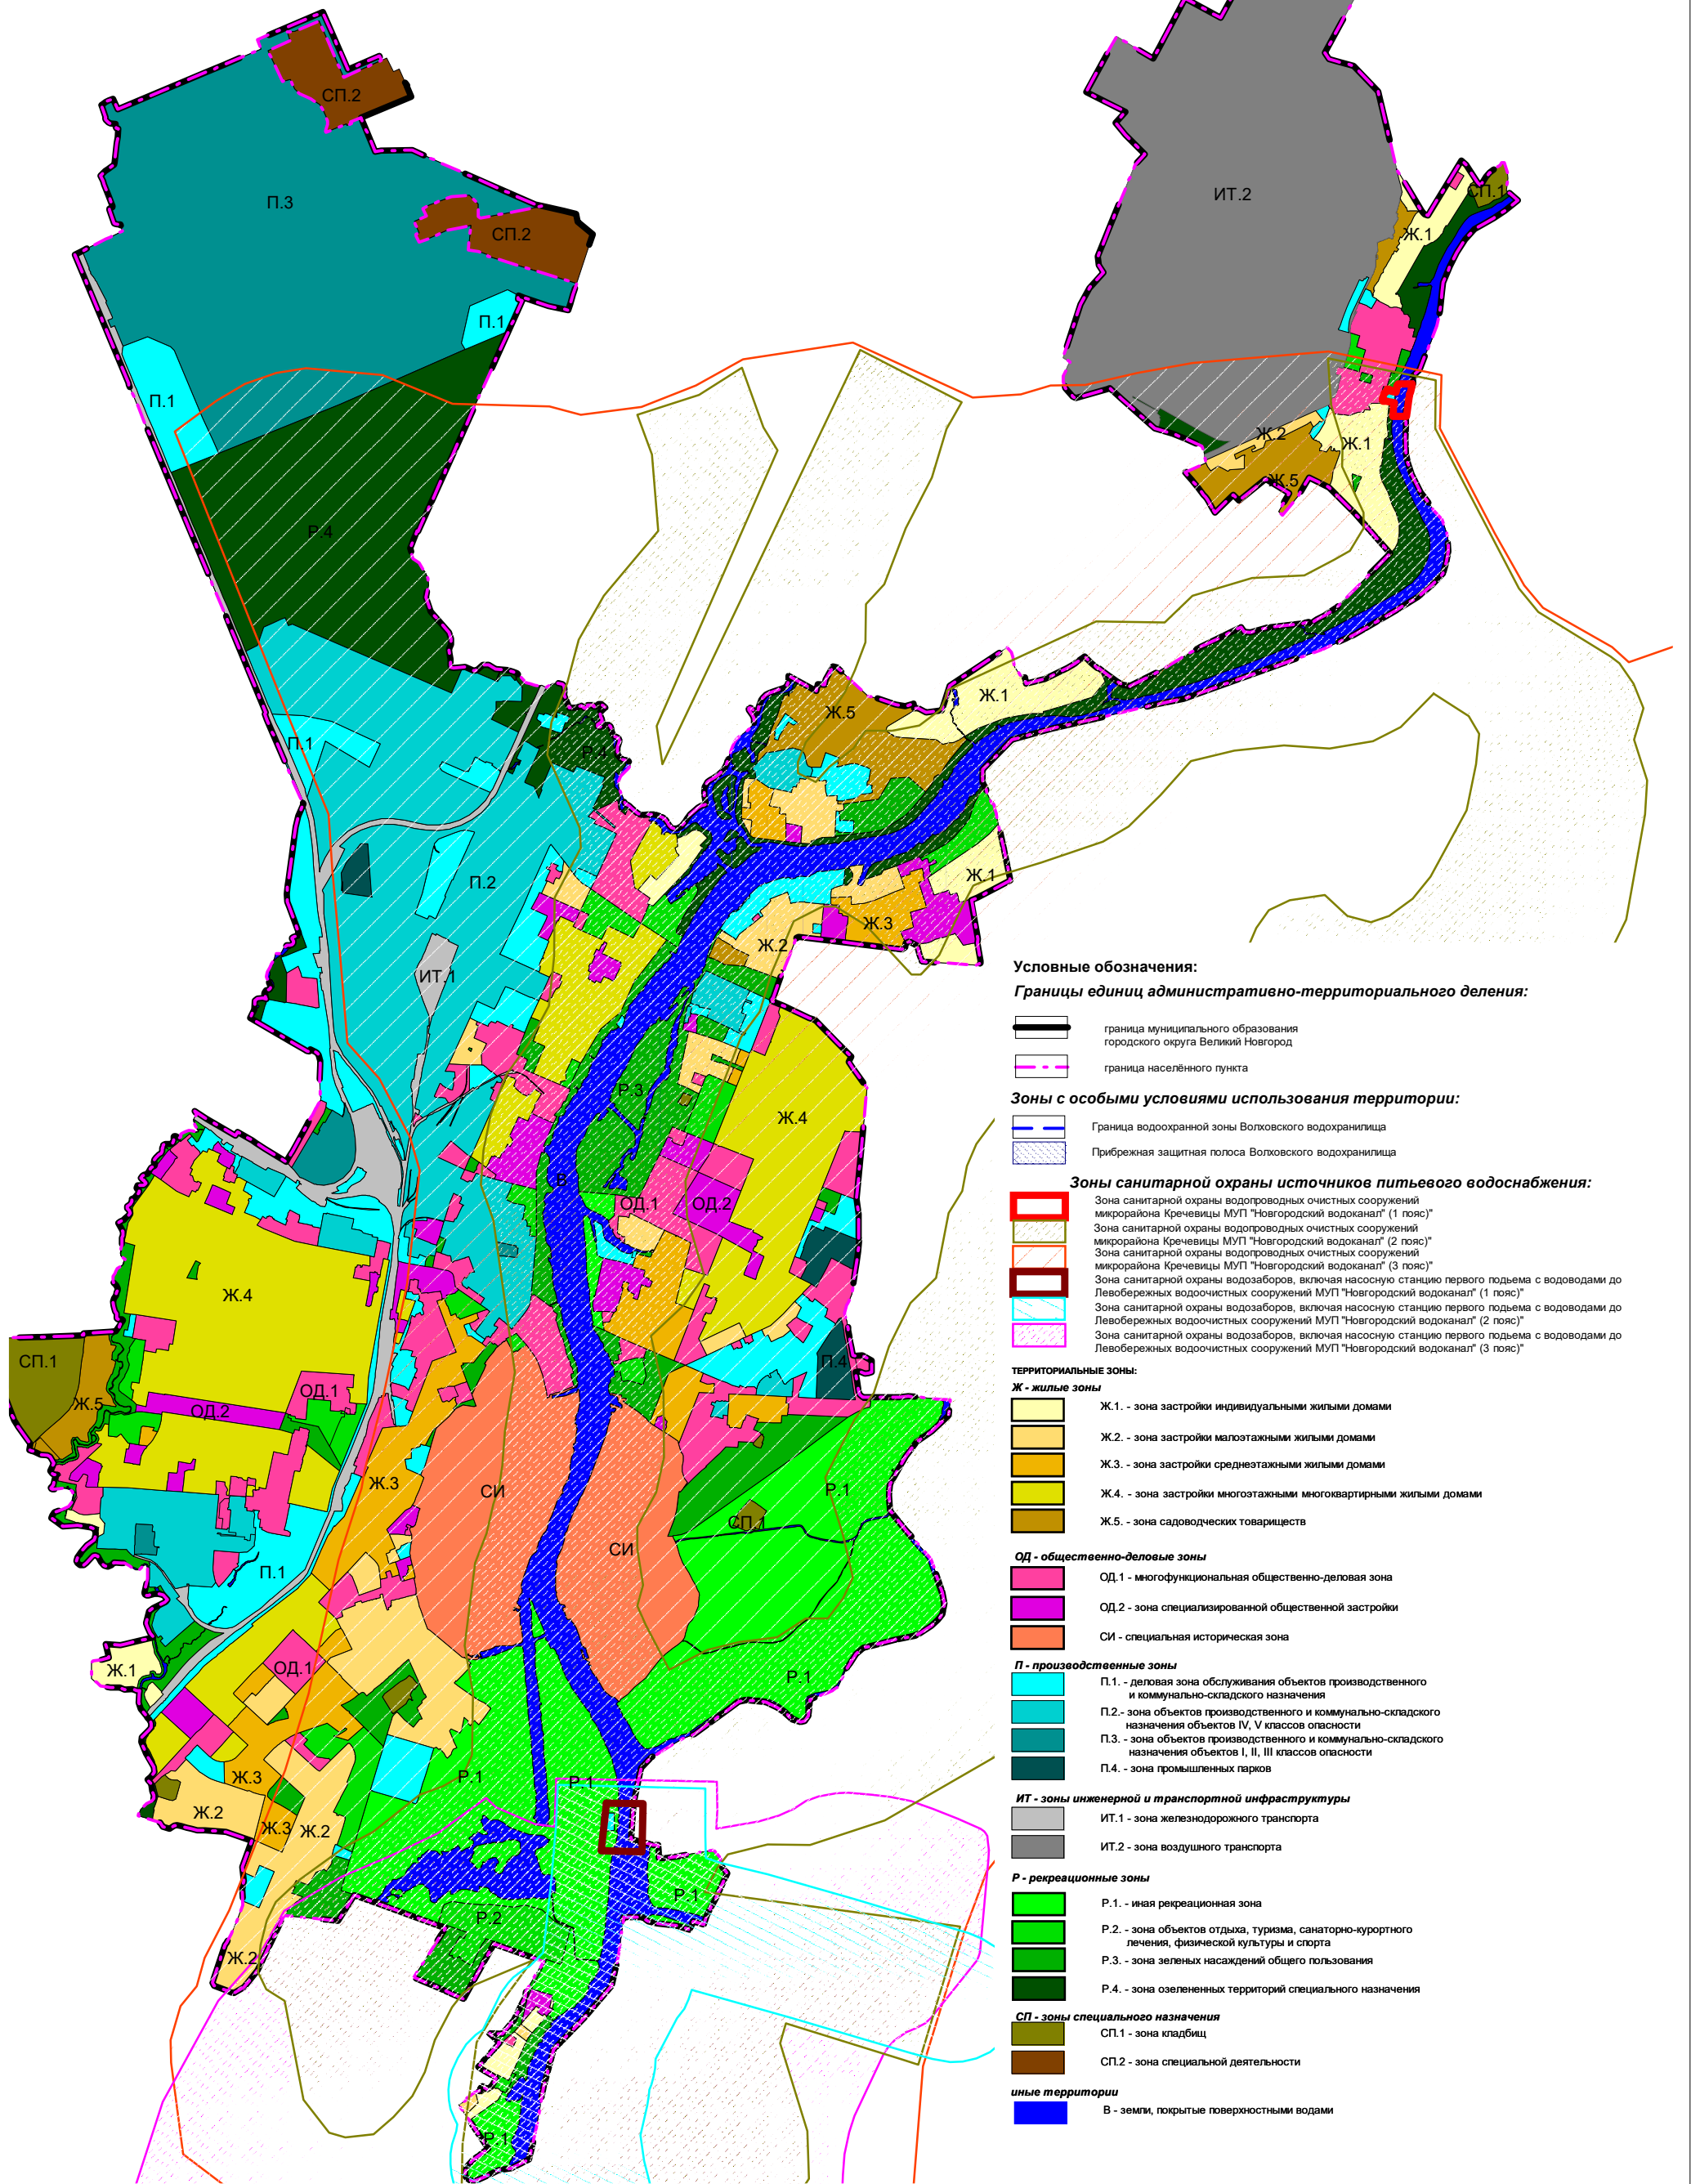 СП.2
П.3
ИТ.2
СП.1
СП.2
Ж.1
П.1
П.1
Ж.2
Ж.1
Ж.5
Р.4
Ж.1
Ж.5
П.1
Р.4
П.2
Ж.1
Ж.3
Ж.2
ИТ.1
Р.3
Ж.4
В
ОД.1
ОД.2
Ж.4
СП.1
П.4
ОД.1
Ж.5
ОД.2
Ж.3
СИ
Р.1
СП.1
СИ
П.1
Ж.1
ОД.1
Р.1
Ж.3
Р.1
Р.1
Ж.2
Ж.3
Ж.2
Р.1
Р.2
Ж.2
Р.1
Условные обозначения:
Границы единиц административно-территориального деления:
граница муниципального образования
городского округа Великий Новгород
граница населённого пункта
Зоны с особыми условиями использования территории:
Граница водоохранной зоны Волховского водохранилища
Прибрежная защитная полоса Волховского водохранилища
Зоны санитарной охраны источников питьевого водоснабжения:
Зона санитарной охраны водопроводных очистных сооружений
микрорайона Кречевицы МУП "Новгородский водоканал" (1 пояс)"
Зона санитарной охраны водопроводных очистных сооружений
микрорайона Кречевицы МУП "Новгородский водоканал" (2 пояс)"
Зона санитарной охраны водопроводных очистных сооружений
микрорайона Кречевицы МУП "Новгородский водоканал" (3 пояс)"
Зона санитарной охраны водозаборов, включая насосную станцию первого подьема с водоводами до
Левобережных водоочистных сооружений МУП "Новгородский водоканал" (1 пояс)"
Зона санитарной охраны водозаборов, включая насосную станцию первого подьема с водоводами до
Левобережных водоочистных сооружений МУП "Новгородский водоканал" (2 пояс)"
Зона санитарной охраны водозаборов, включая насосную станцию первого подьема с водоводами до
Левобережных водоочистных сооружений МУП "Новгородский водоканал" (3 пояс)"
ТЕРРИТОРИАЛЬНЫЕ ЗОНЫ:
Ж - жилые зоны
Ж.1. - зона застройки индивидуальными жилыми домами
Ж.2. - зона застройки малоэтажными жилыми домами
Ж.3. - зона застройки среднеэтажными жилыми домами
Ж.4. - зона застройки многоэтажными многоквартирными жилыми домами
Ж.5. - зона садоводческих товариществ
ОД - общественно-деловые зоны
ОД.1 - многофункциональная общественно-деловая зона
ОД.2 - зона специализированной общественной застройки
СИ - специальная историческая зона
П - производственные зоны
П.1. - деловая зона обслуживания объектов производственного
и коммунально-складского назначения
П.2.- зона объектов производственного и коммунально-складского
назначения объектов IV, V классов опасности
П.3. - зона объектов производственного и коммунально-складского
назначения объектов I, II, III классов опасности
П.4. - зона промышленных парков
ИТ - зоны инженерной и транспортной инфраструктуры
ИТ.1 - зона железнодорожного транспорта
ИТ.2 - зона воздушного транспорта
Р - рекреационные зоны
Р.1. - иная рекреационная зона
Р.2. - зона объектов отдыха, туризма, санаторно-курортного
лечения, физической культуры и спорта
Р.3. - зона зеленых насаждений общего пользования
Р.4. - зона озелененных территорий специального назначения
СП - зоны специального назначения
СП.1 - зона кладбищ
СП.2 - зона специальной деятельности
иные территории
В - земли, покрытые поверхностными водами